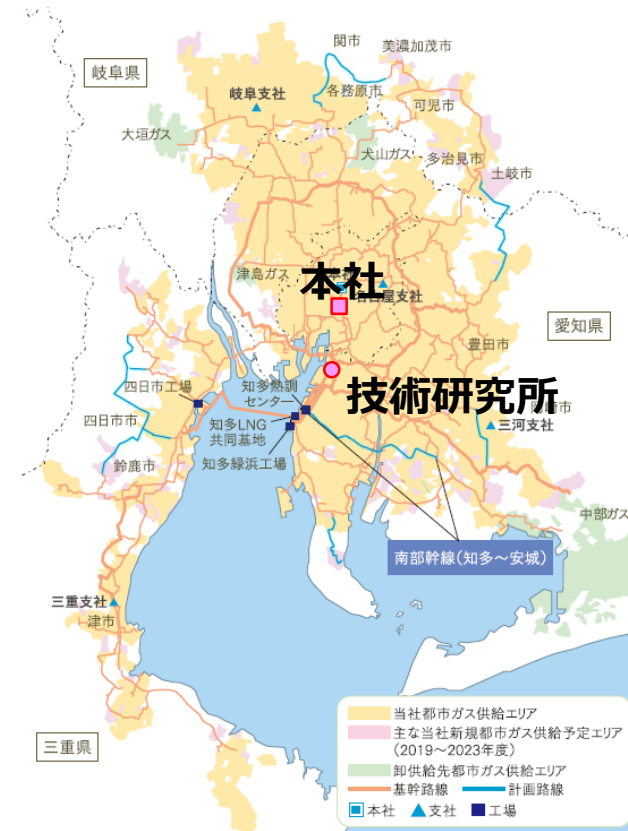 関市
美濃加茂市
岐阜県
岐阜支社
各務原市
可児市
大垣ガス
犬山ガス
多治見市
土岐市
津島ガス
本社
名古屋支社
愛知県
豊田市
四日市工場
知多熱調
センター
技術研究所
岡崎市
三河支社
知多LNG
共同基地
四日市市
知多緑浜工場
鈴鹿市
中部ガス
南部幹線(知多〜安城)
三重支社
津市
三重県
当社都市ガス供給エリア
主な当社新規都市ガス供給予定エリア
(2019〜2023年度)
卸供給先都市ガス供給エリア
基幹路線 計画路線
本社 支社 工場